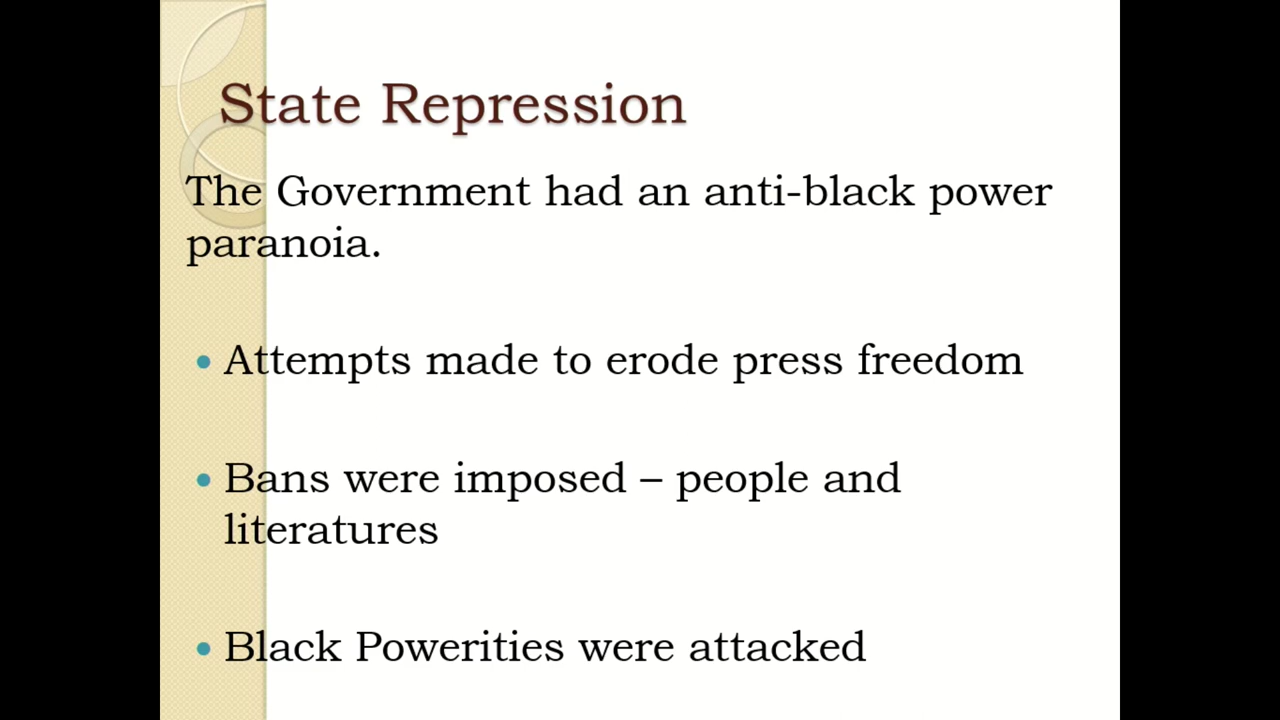 State Repression
The Government had an anti-black power
paranoia.
• Attempts made to erode press freedom
• Bans were imposed – people and
literatures
• Black Powerities were attacked